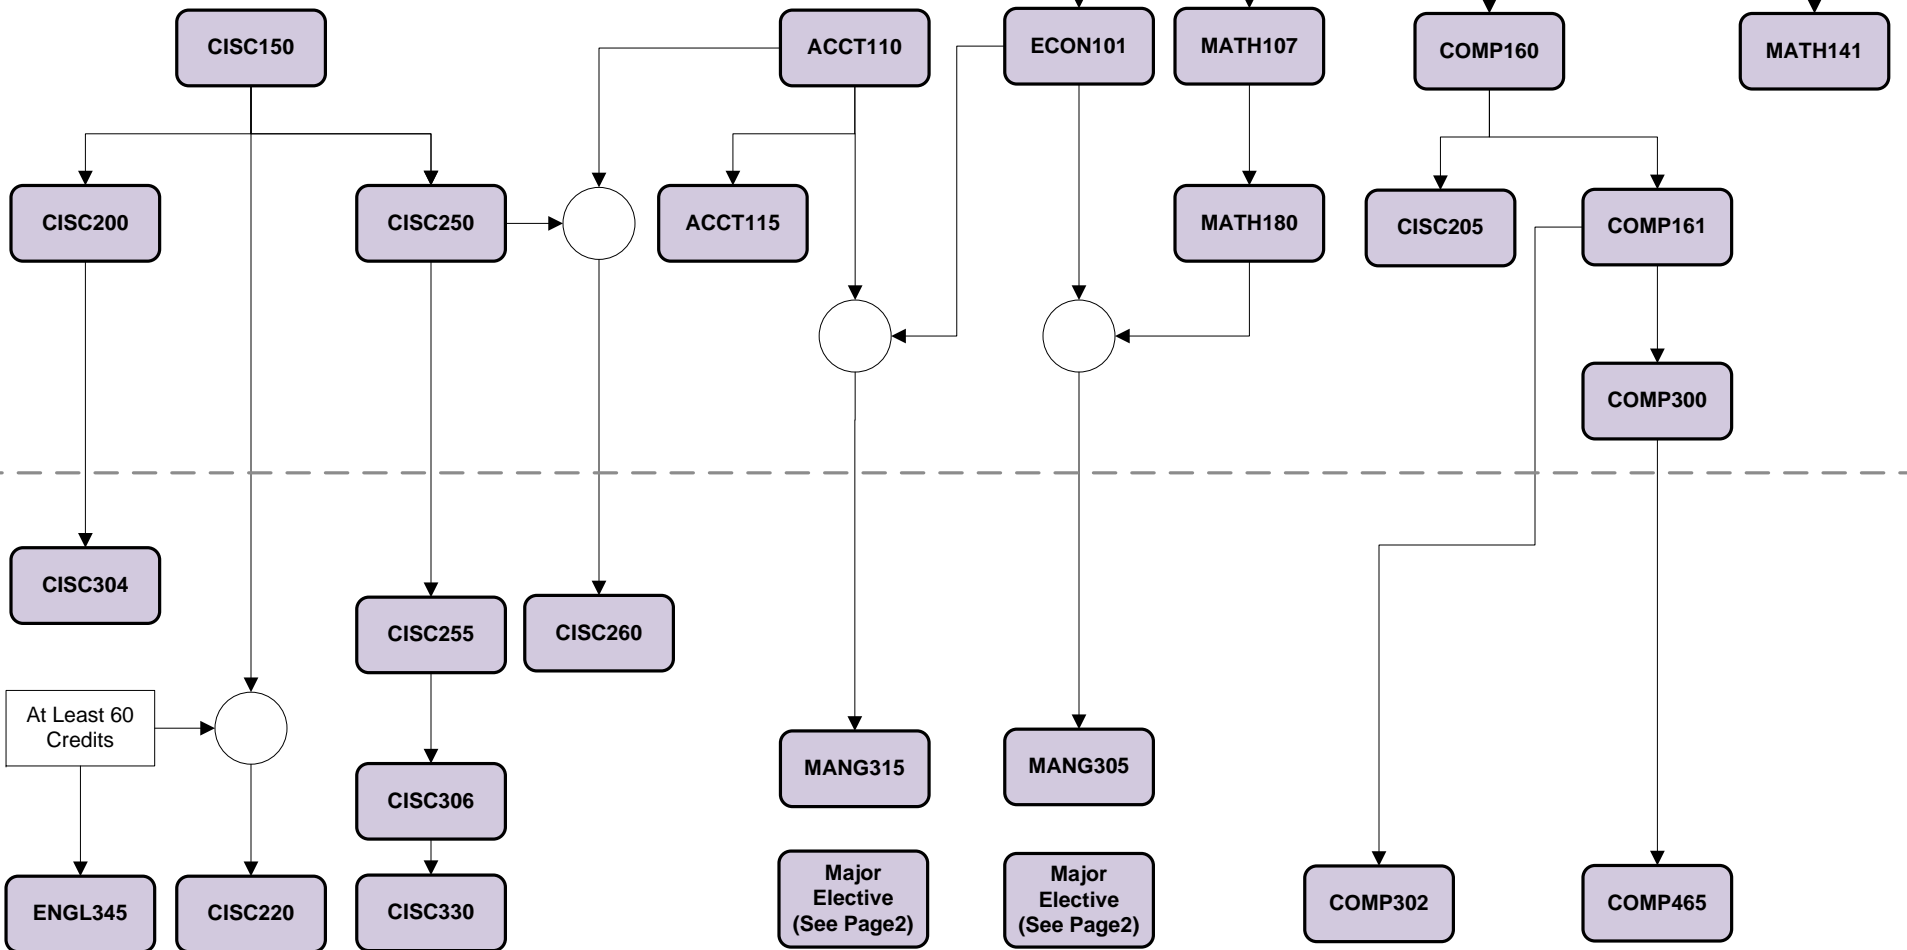 CISC150
ACCT110
ECON101
MATH107
COMP160
MATH141
CISC200
CISC250
ACCT115
MATH180
CISC205
COMP161
COMP300
CISC304
CISC255
CISC260
At Least 60
Credits
MANG315
MANG305
CISC306
ENGL345
CISC220
CISC330
Major
Elective
(See Page2)
Major
Elective
(See Page2)
COMP302
COMP465